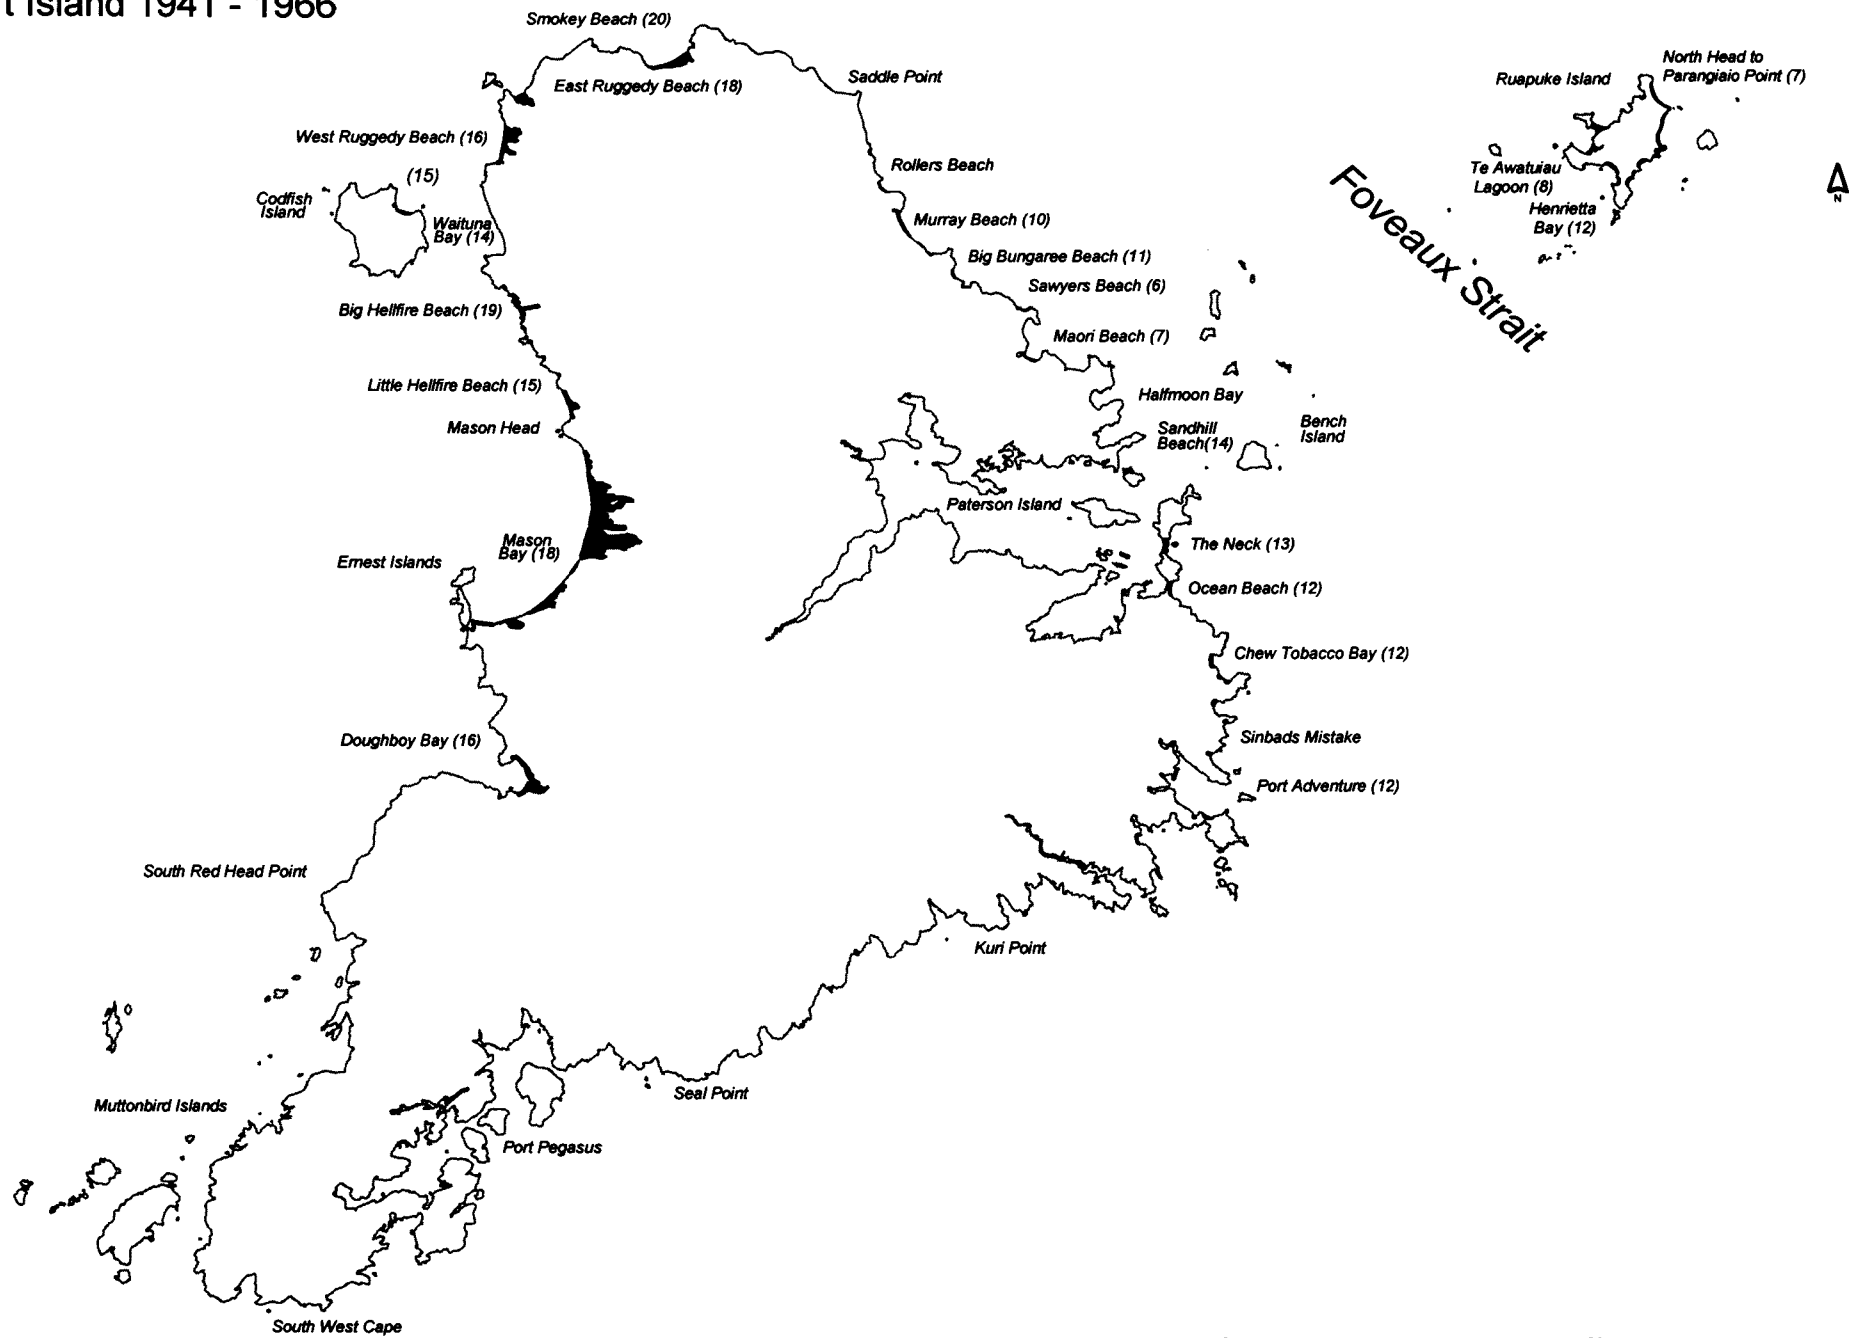 t Island 1941 - 1966
Smokey Beach (20)
East Ruggedy Beach (18)
Saddle Point
Ruapuke Island
North Head to
Parangiaio Point (7)
West Ruggedy Beach (16)
(15)
Codfish
Island
Waituna
Bay (14)
Rollers Beach
Te Awatuiau
Lagoon (8)
Henrietta
Bay (12)
N
Foveaux Strait
Murray Beach (10)
Big Bungaree Beach (11)
Sawyers Beach (6)
Big Hellfire Beach (19)
Maori Beach (7)
Little Hellfire Beach (15)
Halfmoon Bay
Mason Head
Sandhill
Beach(14)
Bench
Island
Paterson Island
Mason
Bay (18)
The Neck (13)
Ernest Islands
Ocean Beach (12)
Chew Tobacco Bay (12)
Doughboy Bay (16)
Sinbads Mistake
Port Adventure (12)
South Red Head Point
Kuri Point
Seal Point
Muttonbird Islands
Port Pegasus
South West Cape